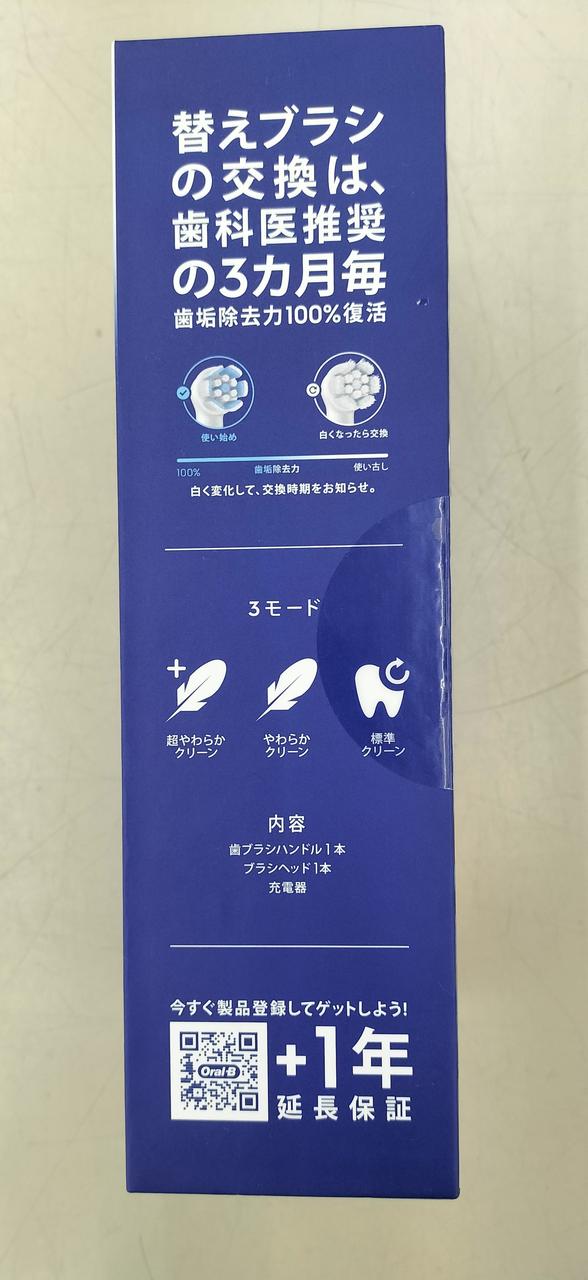 替えブラシ
の交換は、
歯科医推奨
の3カ月毎
歯垢除去力100%復活
使い始め
白くなったら交換
100%
歯垢除去力
使い古し
白く変化して、交換時期をお知らせ。
3モード
超やわらか
クリーン
やわらか
クリーン
標準
クリーン
内容
歯ブラシハンドル1本
ブラシヘッド1本
充電器
今すぐ製品登録してゲットしよう!
Oral-B
+1年
延長保証